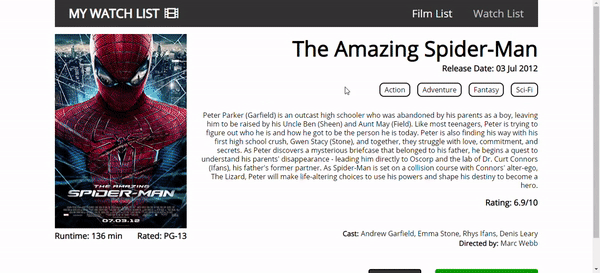 MY WATCH LIST
Film List
Watch List
The Amazing Spider-Man
Release Date: 03 Jul 2012
Action
Adventure
Fantasy
Sci-Fi
Peter Parker (Garfield) is an outcast high schooler who was abandoned by his parents as a boy, leaving
him to be raised by his Uncle Ben (Sheen) and Aunt May (Field). Like most teenagers, Peter is trying to
figure out who he is and how he got to be the person he is today. Peter is also finding his way with his
first high school crush, Gwen Stacy (Stone), and together, they struggle with love, commitment, and
secrets. As Peter discovers a mysterious briefcase that belonged to his father, he begins a quest to
understand his parents' disappearance - leading him directly to Oscorp and the lab of Dr. Curt Connors
(Ifans), his father's former partner. As Spider-Man is set on a collision course with Connors' alter-ego,
The Lizard, Peter will make life-altering choices to use his powers and shape his destiny to become a
hero.
Rating: 6.9/10
THE AMAZING
SPIDER-MAN
07.03.12
Runtime: 136 min
Rated: PG-13
Cast: Andrew Garfield, Emma Stone, Rhys Ifans, Denis Leary
Directed by: Marc Webb